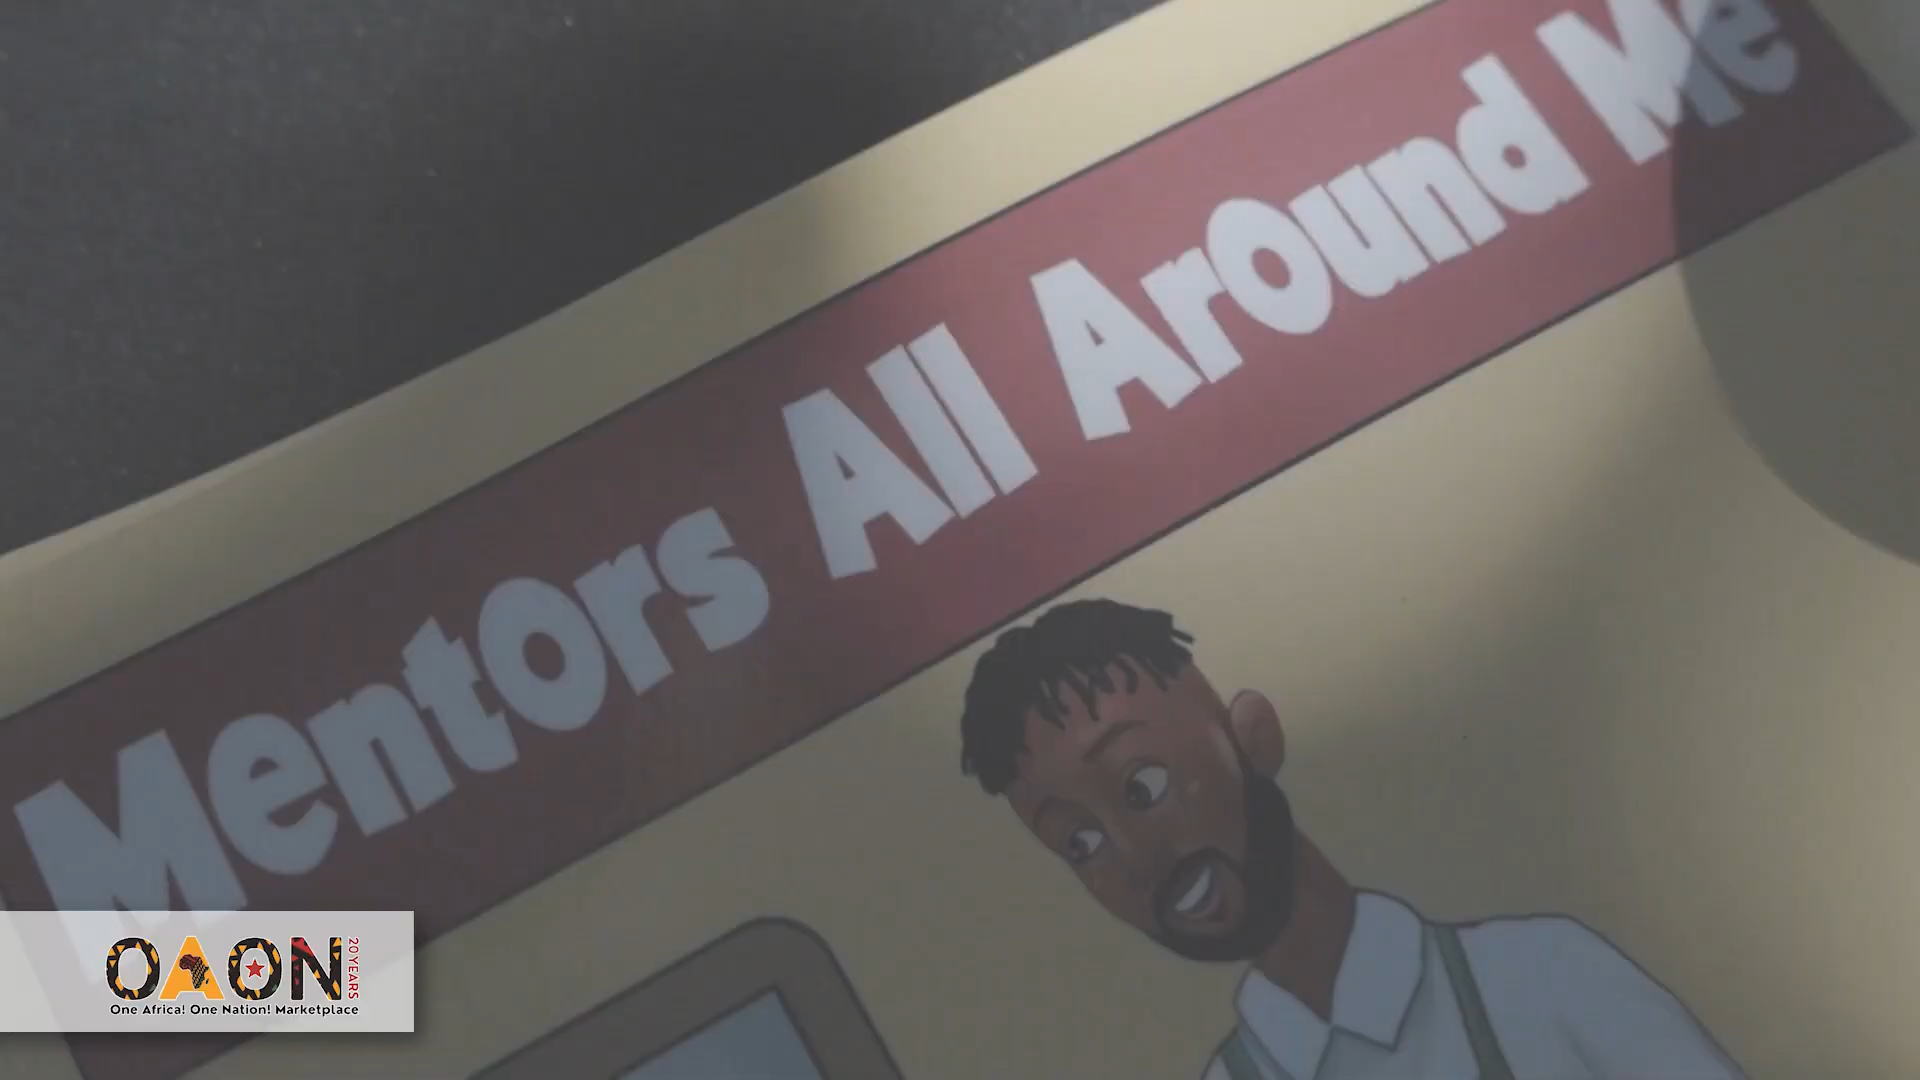 Mentors All Around Me
OAON
20 YEARS
One Africa! One Nation! Marketplace